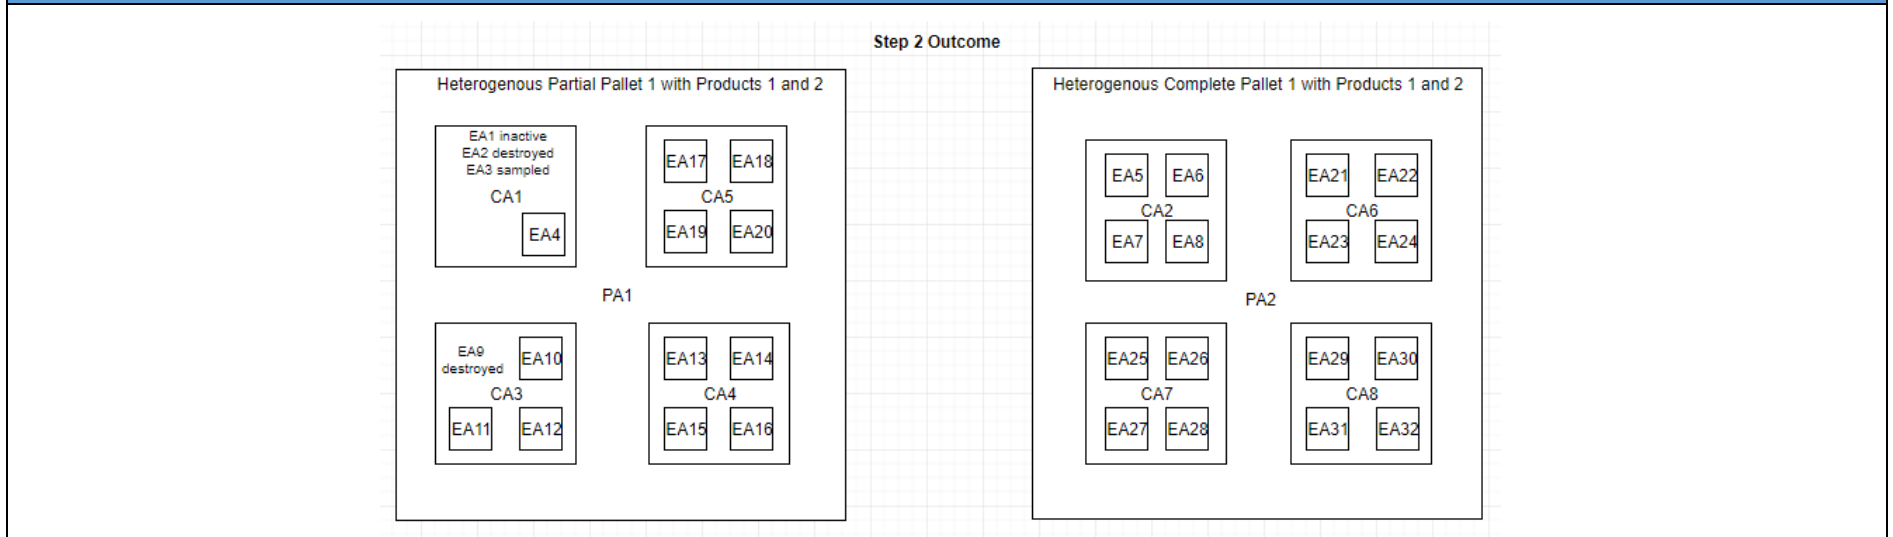 Step 2 Outcome
Heterogenous Partial Pallet 1 with Products 1 and 2
EA1 inactive
EA2 destroyed
EA3 sampled
CA1
EA4
EA17 EA18
CA5
EA19 EA20
PA1
EA9
destroyed
EA10
CA3
EA11 EA12
EA13 EA14
CA4
EA15 EA16
Heterogenous Complete Pallet 1 with Products 1 and 2
EA5 EA6
CA2
EA7 EA8
EA21 EA22
CA6
EA23 EA24
PA2
EA25 EA26
CA7
EA27 EA28
EA29 EA30
CA8
EA31 EA32